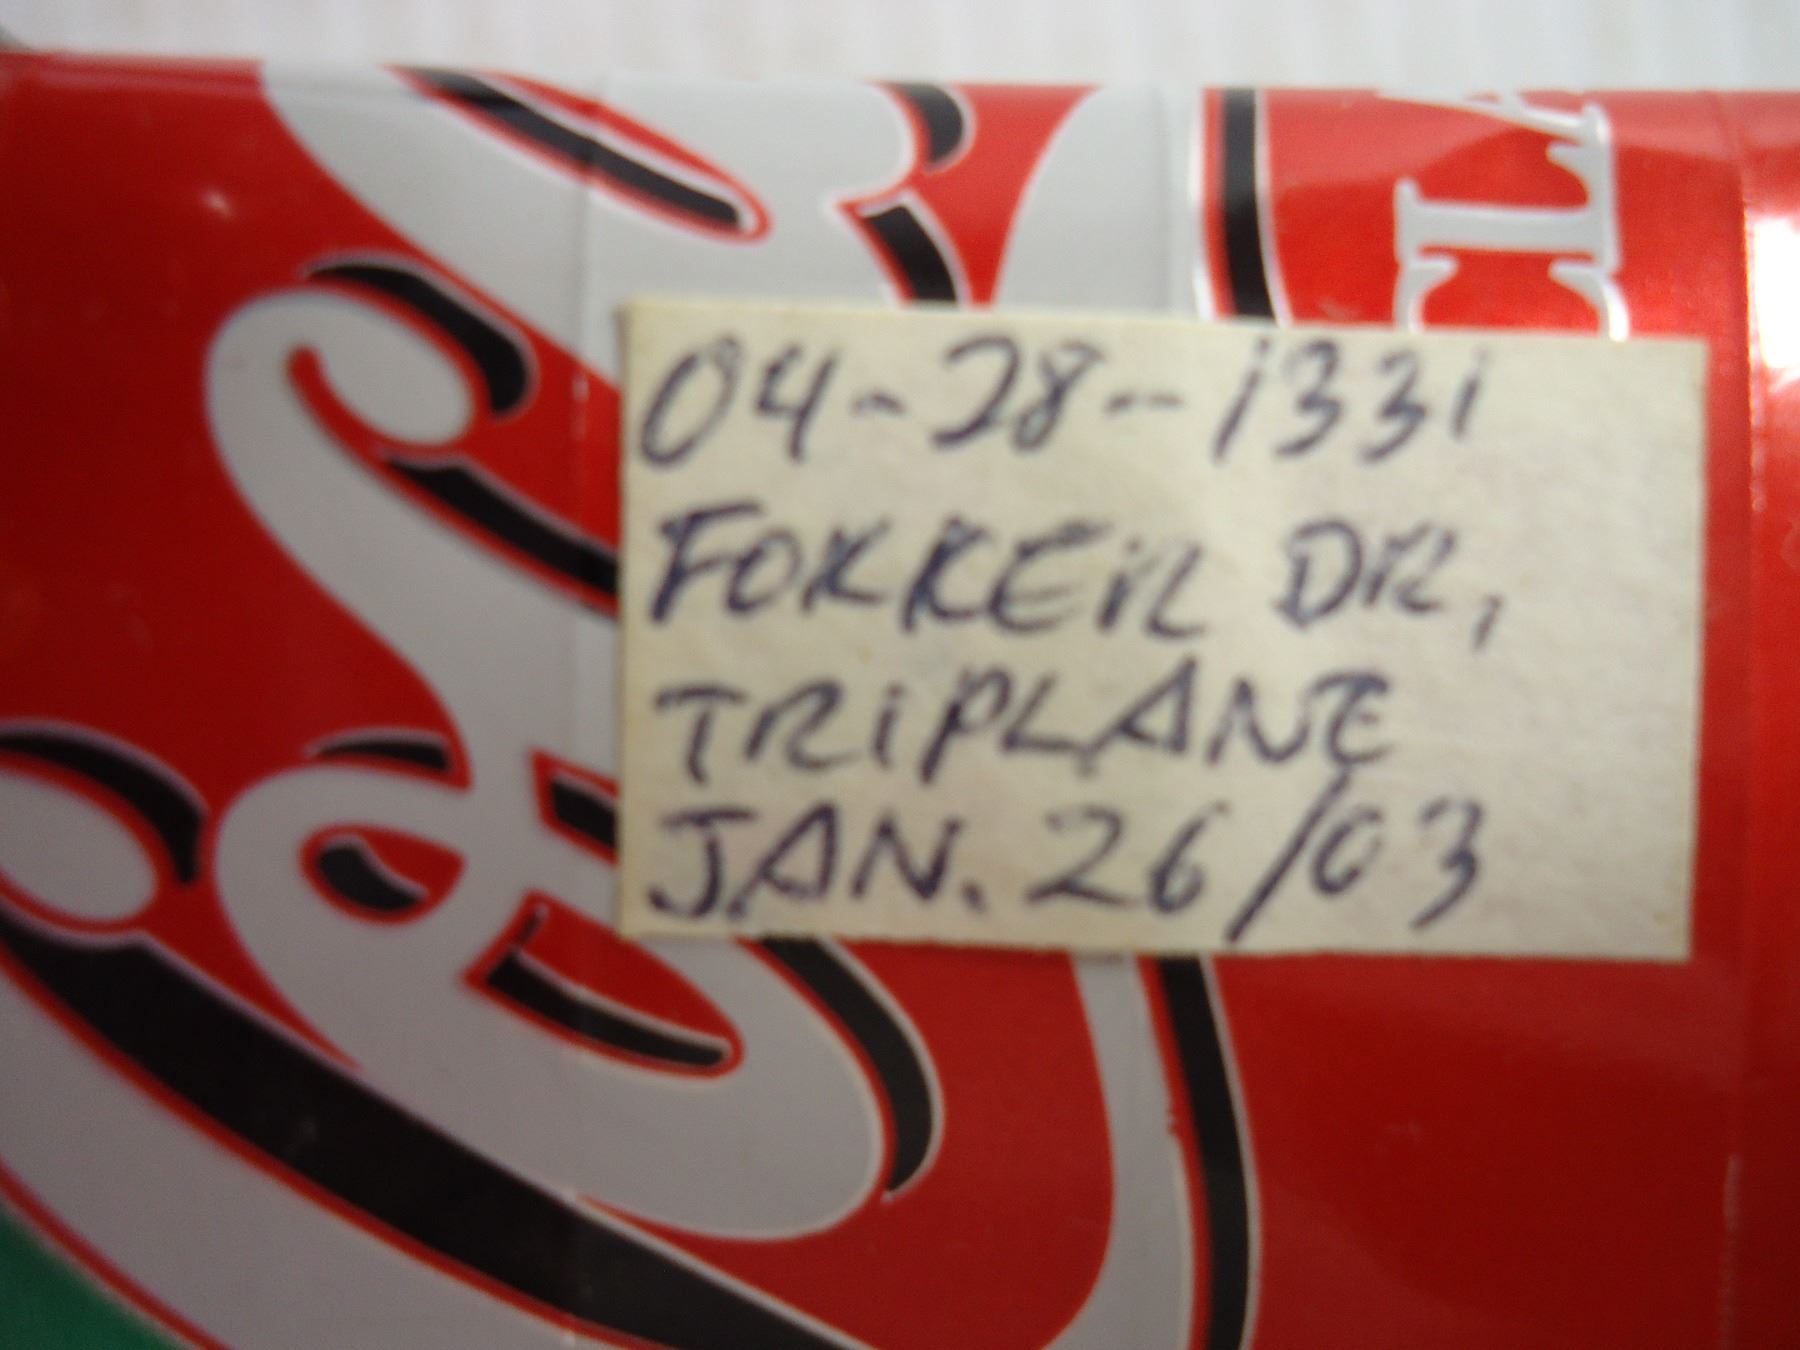 04-28-1331
FOKKER DR,
TRiPLANE
JAN. 26/03